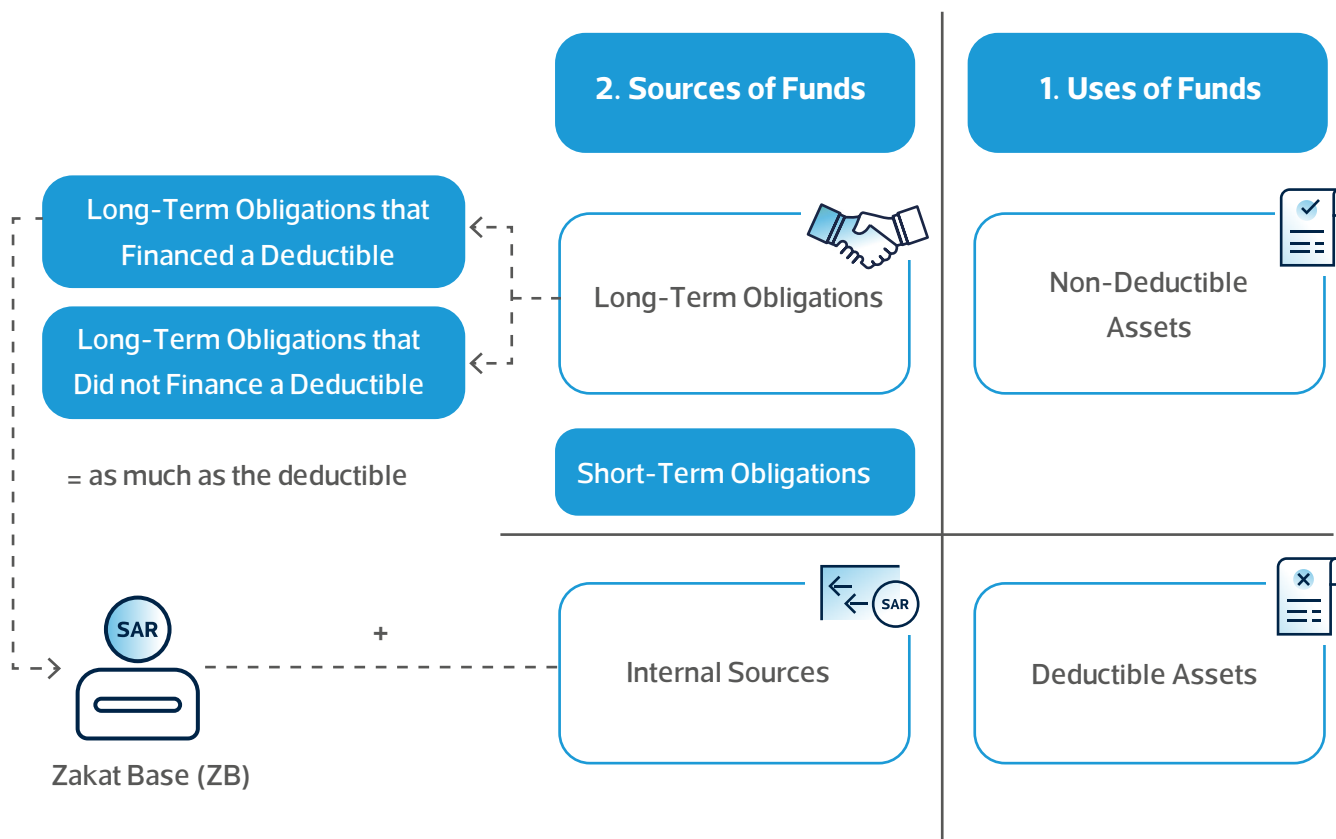 2. Sources of Funds
1. Uses of Funds
Long-Term Obligations that
Financed a Deductible
Long-Term Obligations
Non-Deductible
Assets
Long-Term Obligations that
Did not Finance a Deductible
= as much as the deductible
Short-Term Obligations
SAR
+
SAR
Internal Sources
Deductible Assets
Zakat Base (ZB)